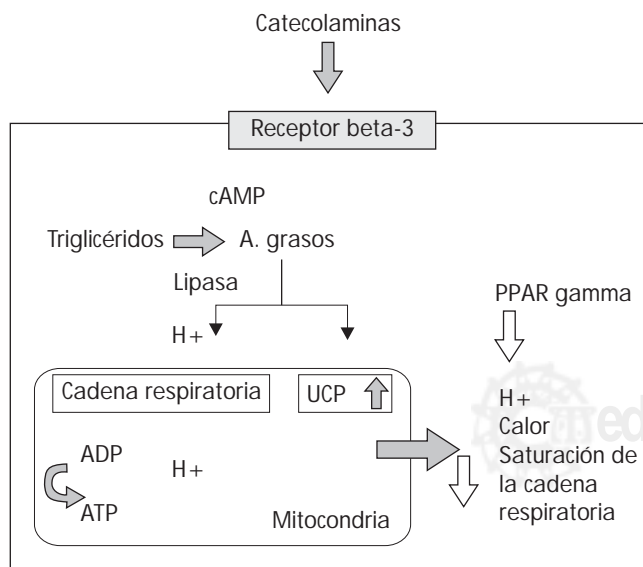 Catecolaminas
Receptor beta-3
cAMP
Triglicéridos
A. grasos
Lipasa
PPAR gamma
H+
Cadena respiratoria
UCP
H+
Calor
Saturación de
la cadena
respiratoria
ADP
H+
ATP
Mitocondria